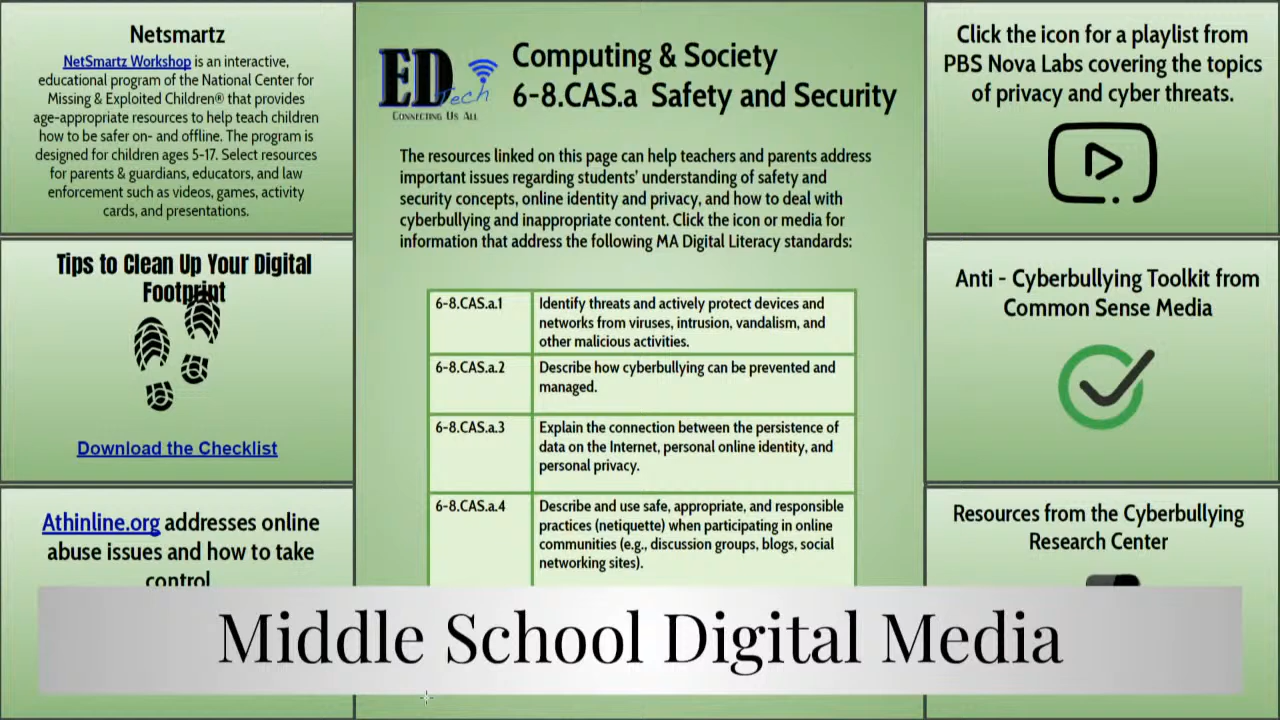 Netsmartz
NetSmartz Workshop is an interactive,
educational program of the National Center for
Missing & Exploited Children® that provides
age-appropriate resources to help teach children
how to be safer on- and offline. The program is
designed for children ages 5-17. Select resources
for parents & guardians, educators, and law
enforcement such as videos, games, activity
cards, and presentations.
Tips to Clean Up Your Digital
Footprint
Download the Checklist
Athinline.org addresses online
abuse issues and how to take
control
ED
Tech
Connecting Us All
Computing & Society
6-8.CAS.a Safety and Security
The resources linked on this page can help teachers and parents address
important issues regarding students' understanding of safety and
security concepts, online identity and privacy, and how to deal with
cyberbullying and inappropriate content. Click the icon or media for
information that address the following MA Digital Literacy standards:
6-8.CAS.a.1
Identify threats and actively protect devices and
networks from viruses, intrusion, vandalism, and
other malicious activities.
6-8.CAS.a.2
Describe how cyberbullying can be prevented and
managed.
6-8.CAS.a.3
Explain the connection between the persistence of
data on the Internet, personal online identity, and
personal privacy.
6-8.CAS.a.4
Describe and use safe, appropriate, and responsible
practices (netiquette) when participating in online
communities (e.g., discussion groups, blogs, social
networking sites).
Click the icon for a playlist from
PBS Nova Labs covering the topics
of privacy and cyber threats.
Anti - Cyberbullying Toolkit from
Common Sense Media
Resources from the Cyberbullying
Research Center
Middle School Digital Media